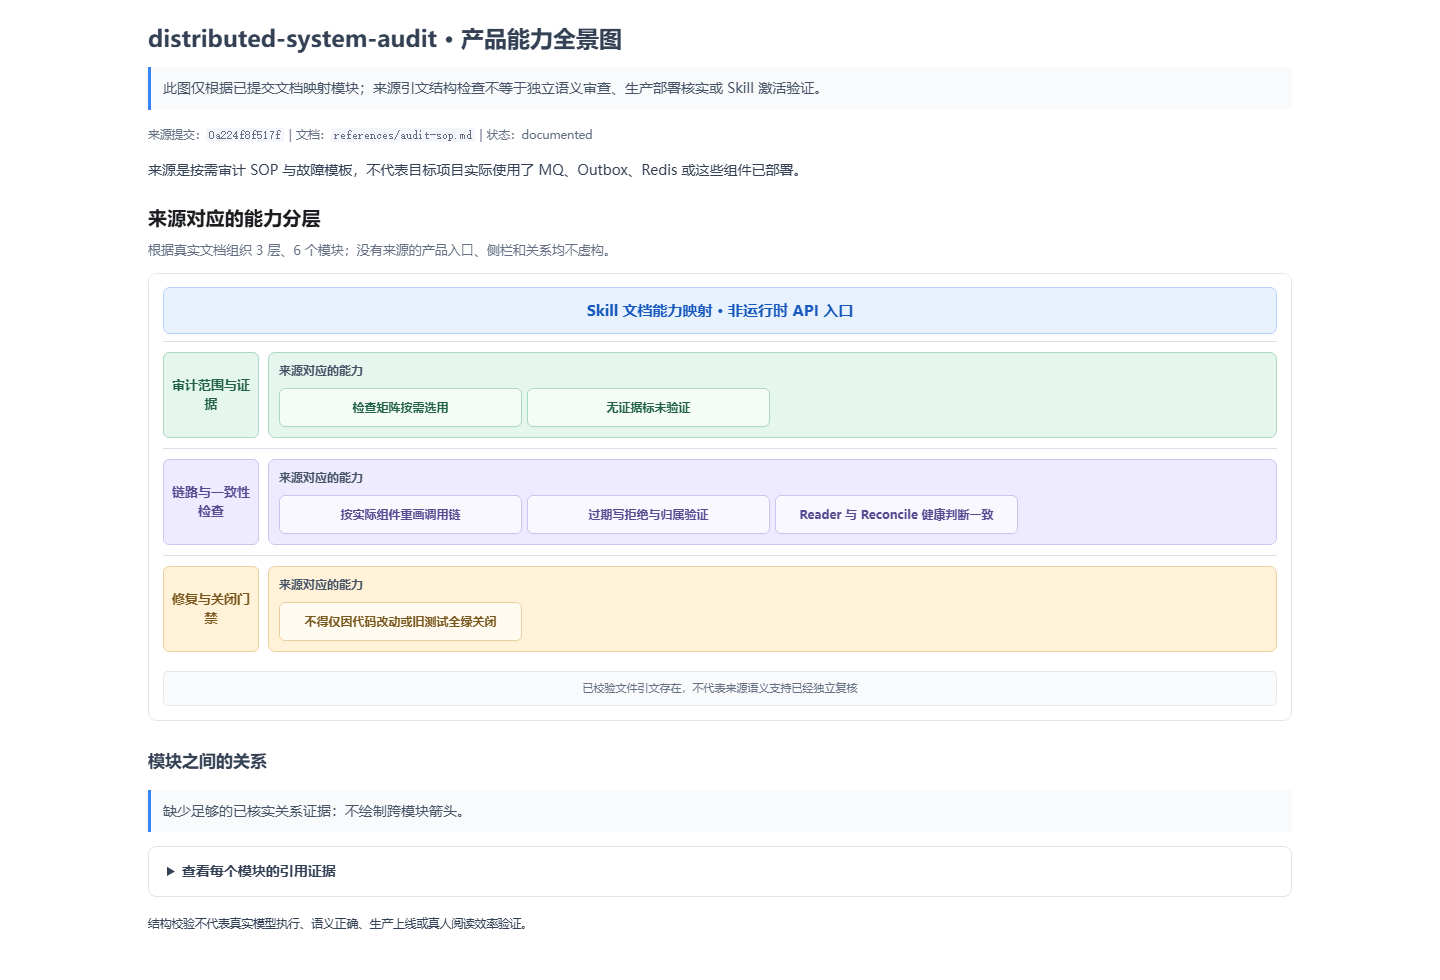 distributed-system-audit • 产品能力全景图
此图仅根据已提交文档映射模块；来源引文结构检查不等于独立语义审查、生产部署核实或 Skill 激活验证。
来源提交： 0a224f8f517f | 文档： references/audit-sop.md | 状态：documented
来源是按需审计 SOP 与故障模板，不代表目标项目实际使用了 MQ、Outbox、Redis 或这些组件已部署。
来源对应的能力分层
根据真实文档组织 3 层、6 个模块；没有来源的产品入口、侧栏和关系均不虚构。
Skill 文档能力映射 • 非运行时 API 入口
审计范围与证
据
来源对应的能力
检查矩阵按需选用
无证据标未验证
链路与一致性
检查
来源对应的能力
按实际组件重画调用链
过期写拒绝与归属验证
Reader 与 Reconcile 健康判断一致
修复与关闭门
禁
来源对应的能力
不得仅因代码改动或旧测试全绿关闭
已校验文件引文存在，不代表来源语义支持已经独立复核
模块之间的关系
缺少足够的已核实关系证据：不绘制跨模块箭头。
▶ 查看每个模块的引用证据
结构校验不代表真实模型执行、语义正确、生产上线或真人阅读效率验证。